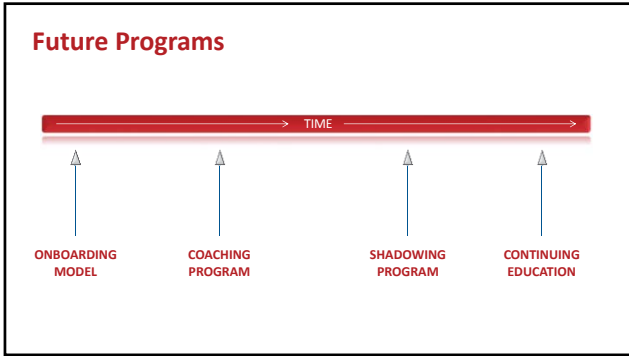 Future Programs
TIME
ONBOARDING
MODEL
COACHING
PROGRAM
SHADOWING
PROGRAM
CONTINUING
EDUCATION